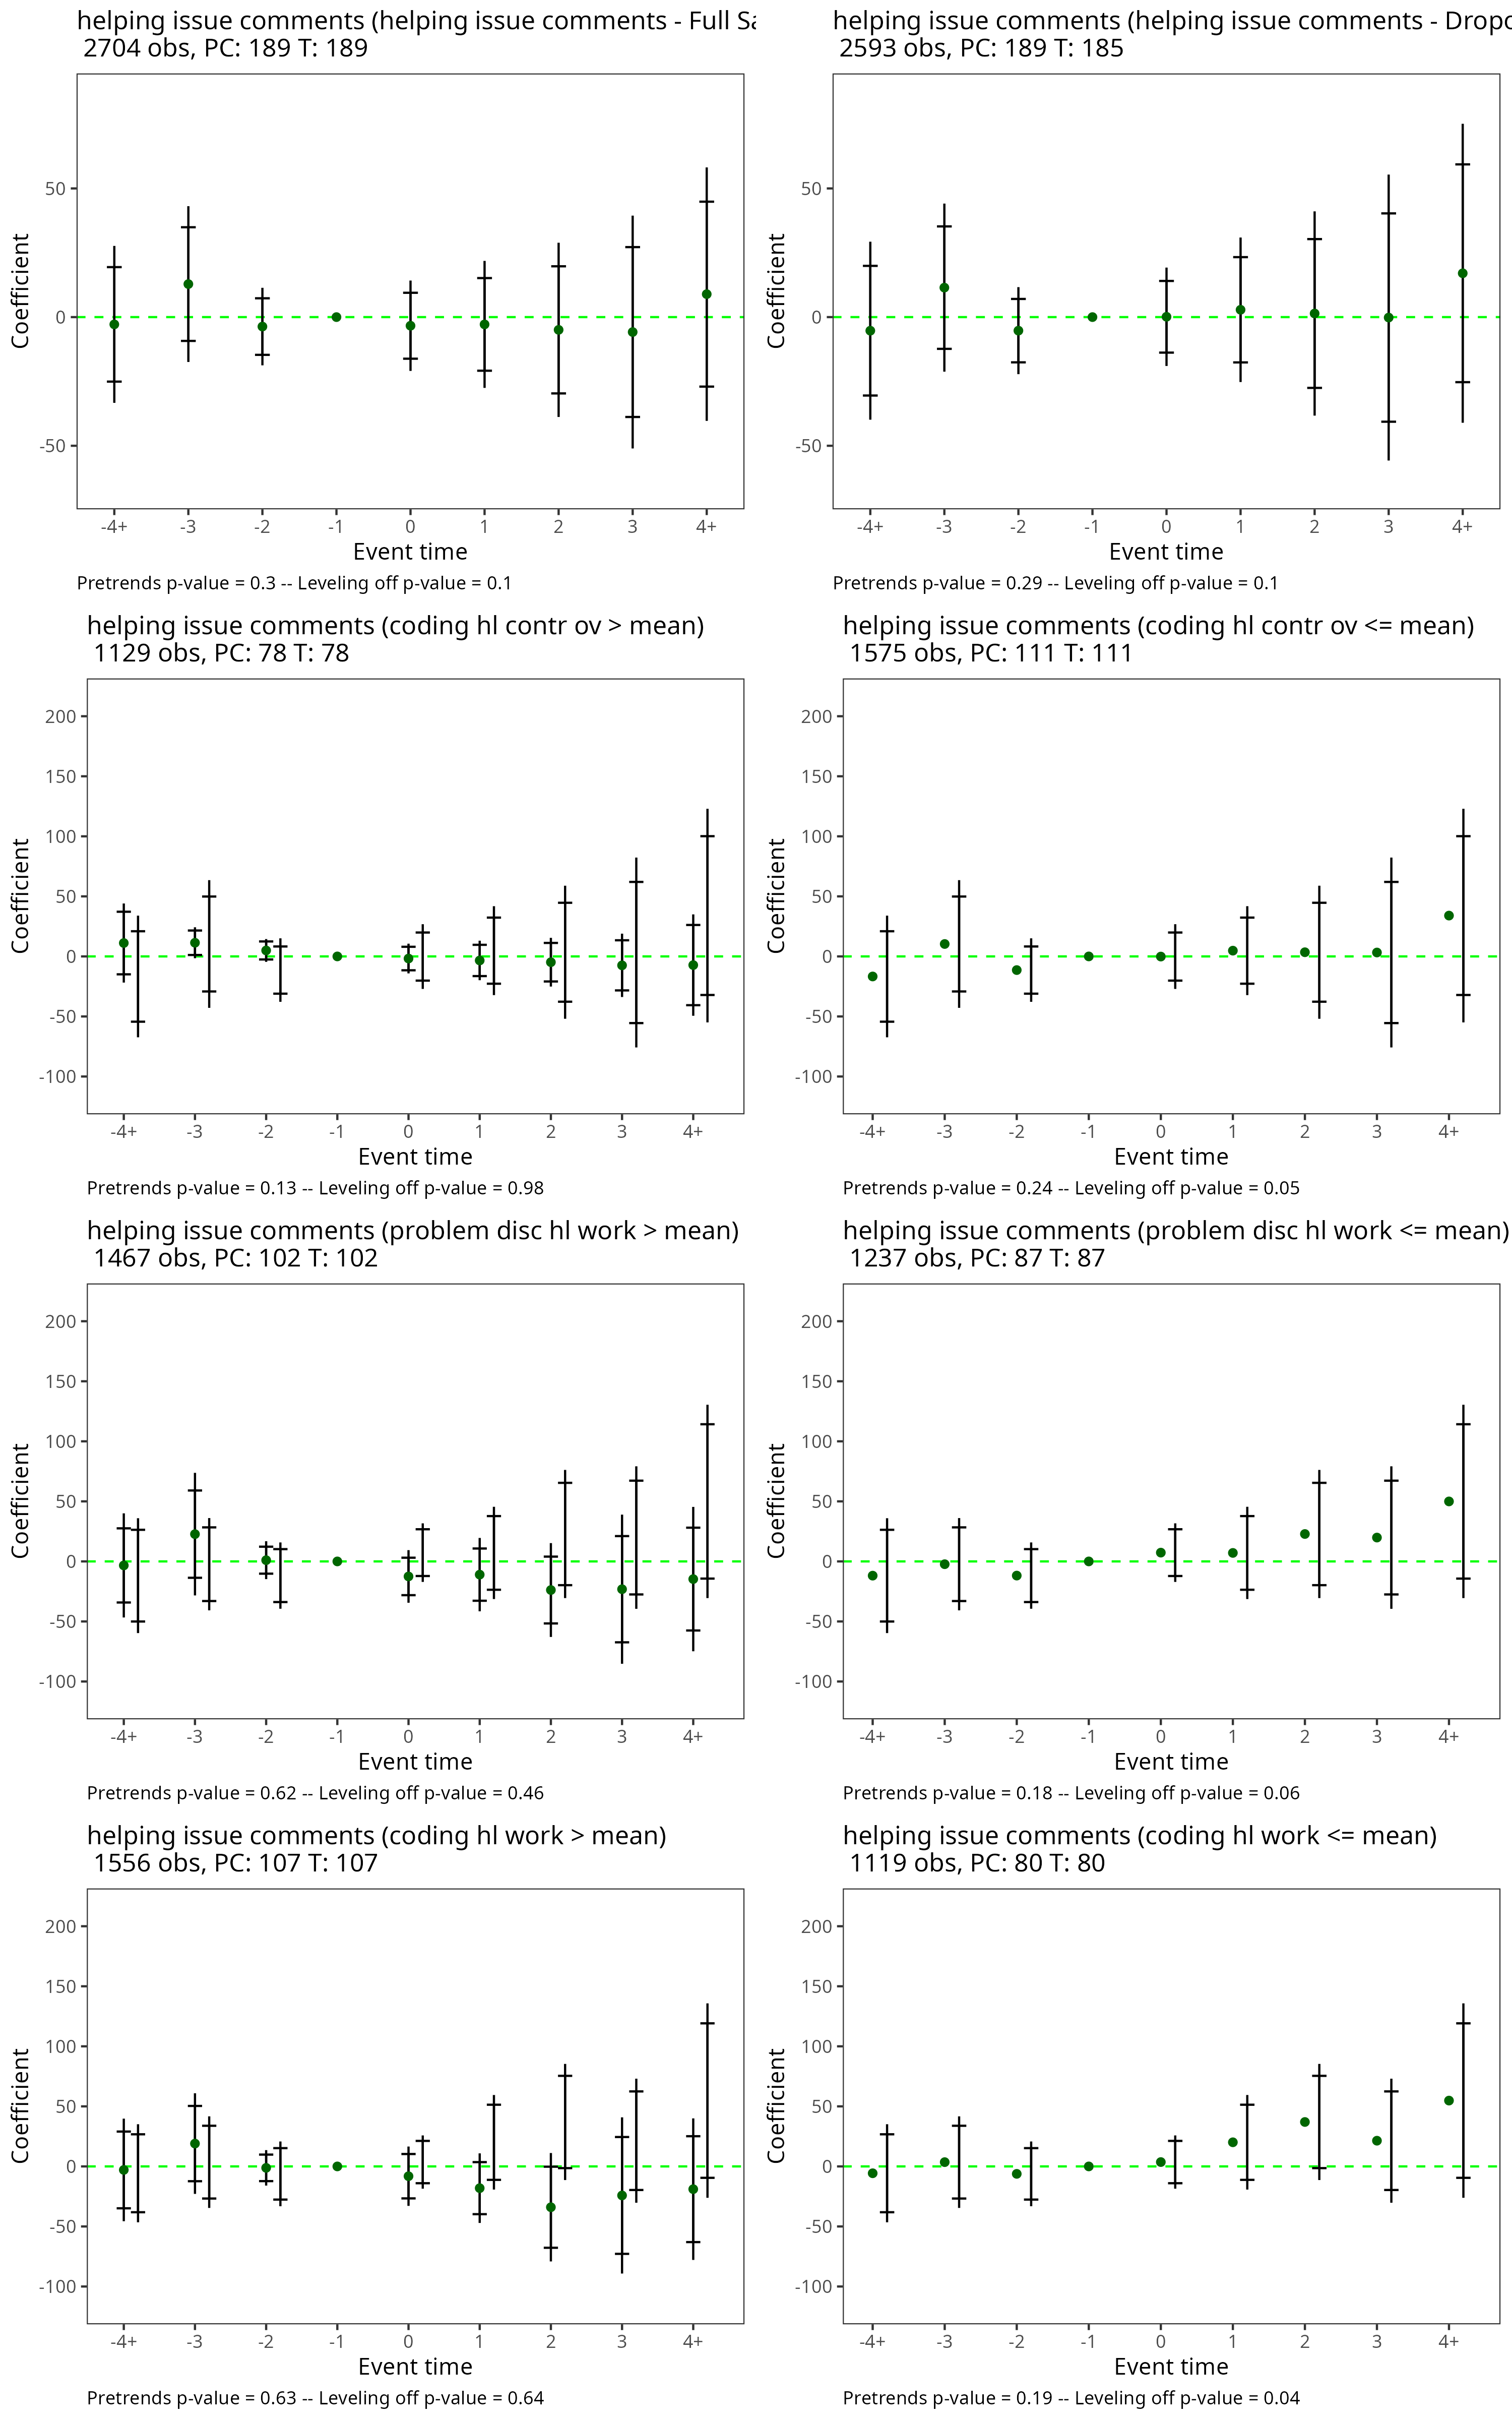 helping issue comments (helping issue comments - Full Sa
2704 obs, PC: 189 T: 189
50
0
-50
Coefficient
-4+ -3 -2 -1 0 1 2 3 4+
Event time
Pretrends p-value = 0.3 -- Leveling off p-value = 0.1
helping issue comments (helping issue comments - Dropo
2593 obs, PC: 189 T: 185
50
0
-50
Coefficient
-4+ -3 -2 -1 0 1 2 3 4+
Event time
Pretrends p-value = 0.29 -- Leveling off p-value = 0.1
helping issue comments (coding hl contr ov > mean)
1129 obs, PC: 78 T: 78
200
150
100
50
0
-50
-100
Coefficient
-4+ -3 -2 -1 0 1 2 3 4+
Event time
Pretrends p-value = 0.13 -- Leveling off p-value = 0.98
helping issue comments (coding hl contr ov <= mean)
1575 obs, PC: 111 T: 111
200
150
100
50
0
-50
-100
Coefficient
-4+ -3 -2 -1 0 1 2 3 4+
Event time
Pretrends p-value = 0.24 -- Leveling off p-value = 0.05
helping issue comments (problem disc hl work > mean)
1467 obs, PC: 102 T: 102
200
150
100
50
0
-50
-100
Coefficient
-4+ -3 -2 -1 0 1 2 3 4+
Event time
Pretrends p-value = 0.62 -- Leveling off p-value = 0.46
helping issue comments (problem disc hl work <= mean)
1237 obs, PC: 87 T: 87
200
150
100
50
0
-50
-100
Coefficient
-4+ -3 -2 -1 0 1 2 3 4+
Event time
Pretrends p-value = 0.18 -- Leveling off p-value = 0.06
helping issue comments (coding hl work > mean)
1556 obs, PC: 107 T: 107
200
150
100
50
0
-50
-100
Coefficient
-4+ -3 -2 -1 0 1 2 3 4+
Event time
Pretrends p-value = 0.63 -- Leveling off p-value = 0.64
helping issue comments (coding hl work <= mean)
1119 obs, PC: 80 T: 80
200
150
100
50
0
-50
-100
Coefficient
-4+ -3 -2 -1 0 1 2 3 4+
Event time
Pretrends p-value = 0.19 -- Leveling off p-value = 0.04